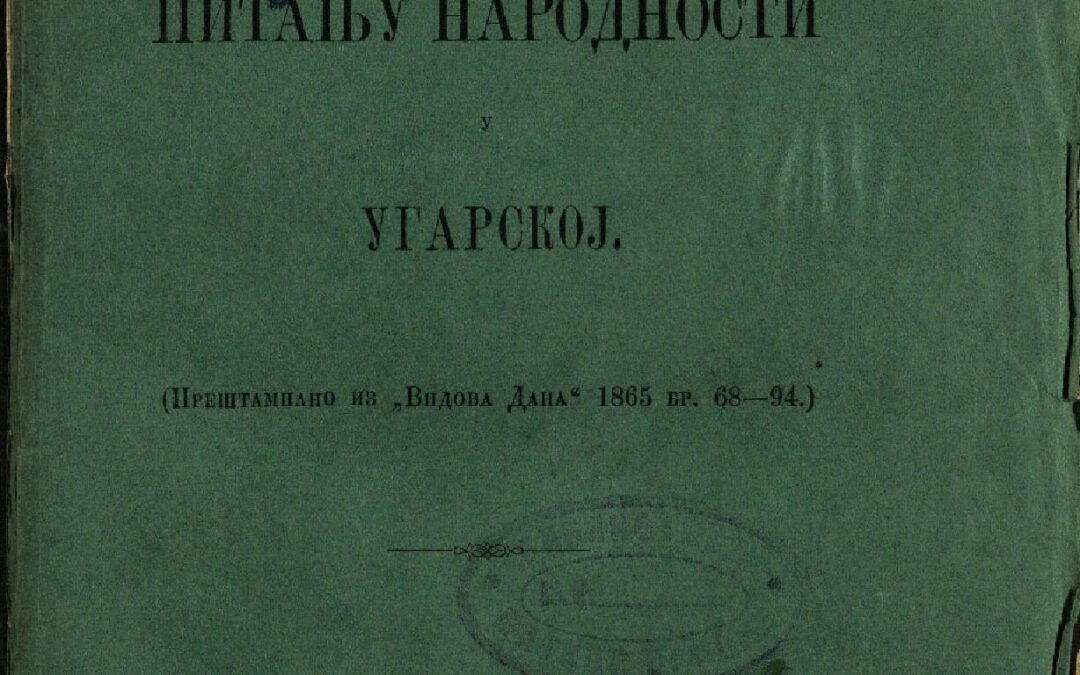 ПИТАЊУ НАРОДНОСТИ
У
УГАРСКОЈ.
(Прештампано из „Видова Дана“ 1865 бр. 68—94.)